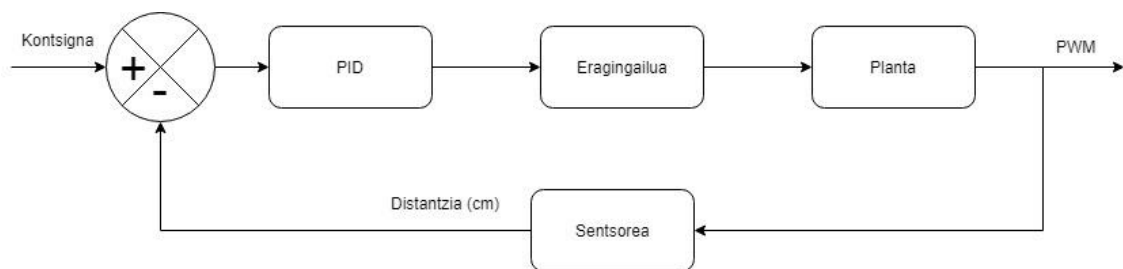 Kontsigna
+
-
PID
Eragingailua
Planta
PWM
Distantzia (cm)
Sentsorea